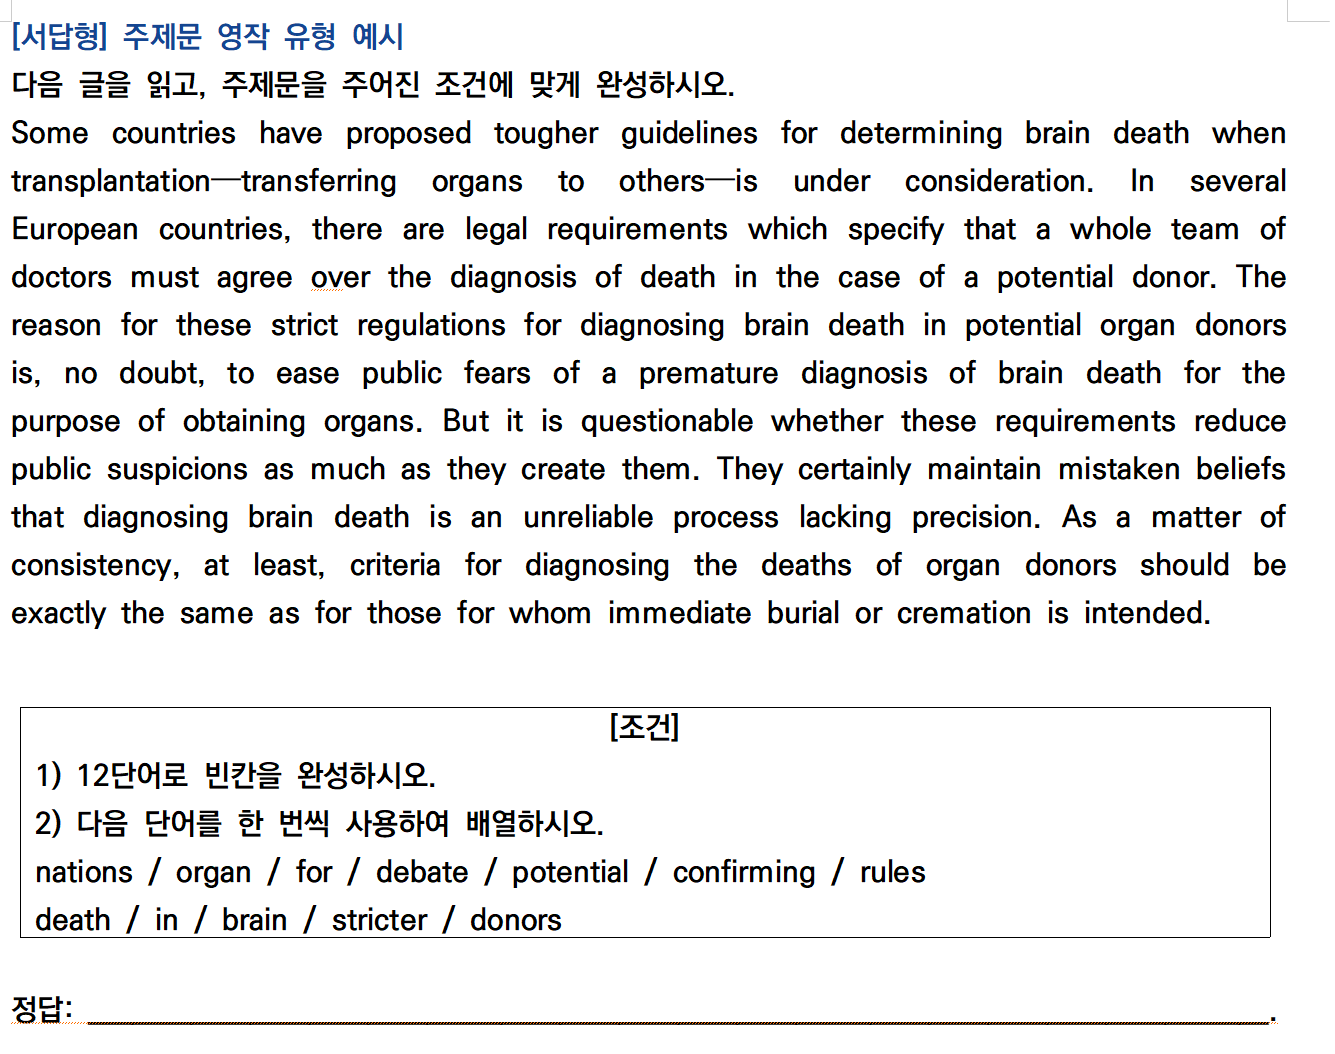 [서답형] 주제문 영작 유형 예시
다음 글을 읽고, 주제문을 주어진 조건에 맞게 완성하시오.
Some countries have proposed tougher guidelines for determining brain death when
transplantation—transferring organs to others—is under consideration. In several
European countries, there are legal requirements which specify that a whole team of
doctors must agree over the diagnosis of death in the case of a potential donor. The
reason for these strict regulations for diagnosing brain death in potential organ donors
is, no doubt, to ease public fears of a premature diagnosis of brain death for the
purpose of obtaining organs. But it is questionable whether these requirements reduce
public suspicions as much as they create them. They certainly maintain mistaken beliefs
that diagnosing brain death is an unreliable process lacking precision. As a matter of
consistency, at least, criteria for diagnosing the deaths of organ donors should be
exactly the same as for those for whom immediate burial or cremation is intended.
[조건]
1) 12단어로 빈칸을 완성하시오.
2) 다음 단어를 한 번씩 사용하여 배열하시오.
nations / organ / for / debate / potential / confirming / rules
death / in / brain / stricter / donors
정답: .